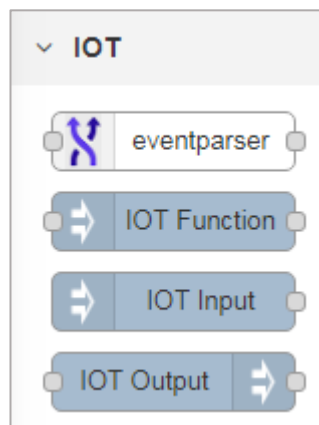 IOT
eventparser
IOT Function
IOT Input
IOT Output